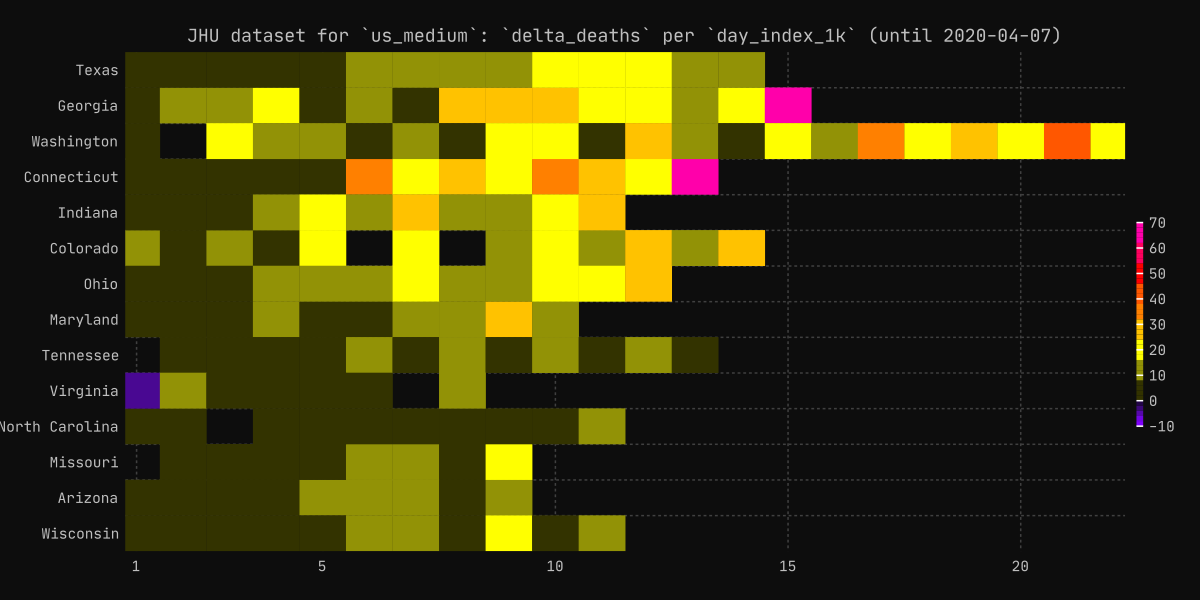 JHU dataset for `us_medium`: `delta_deaths` per `day_index_1k` (until 2020-04-07)
Texas
Georgia
Washington
Connecticut
Indiana
Colorado
Ohio
Maryland
Tennessee
Virginia
North Carolina
Missouri
Arizona
Wisconsin
1 5 10 15 20
70
60
50
40
30
20
10
0
-10